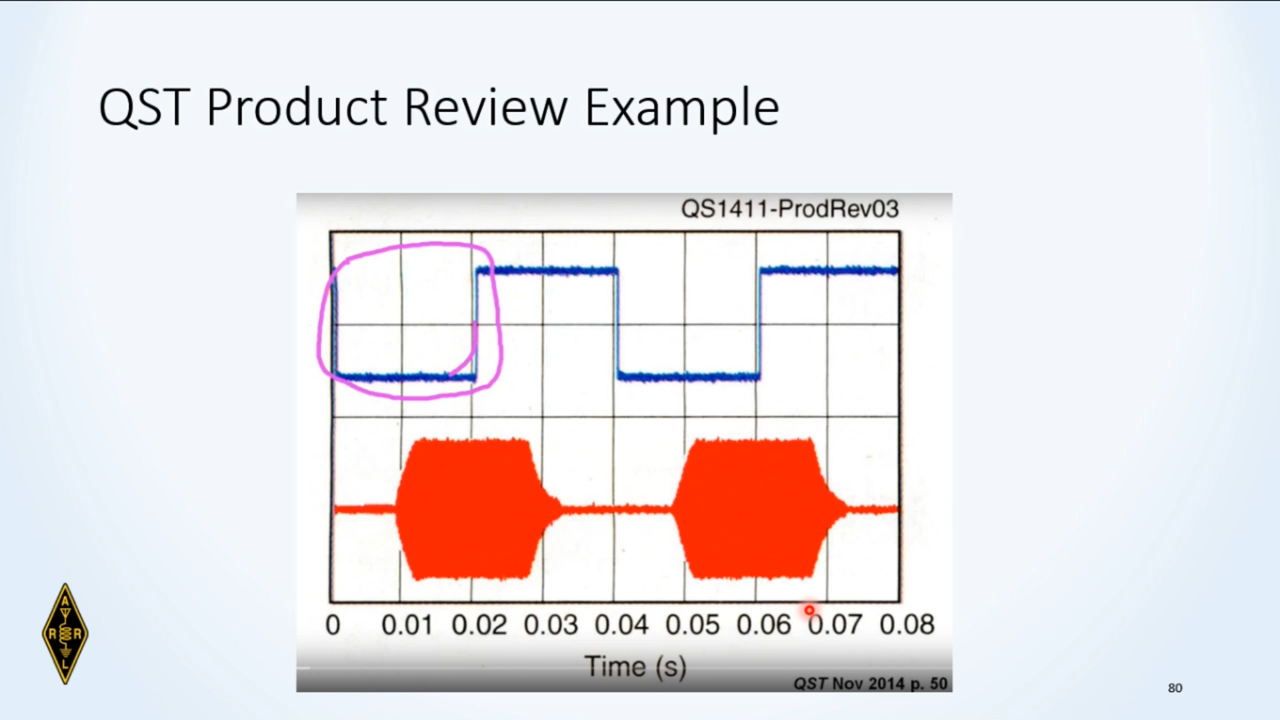 QST Product Review Example
QS1411-ProdRev03
0 0.01 0.02 0.03 0.04 0.05 0.06 0.07 0.08
Time (s)
QST Nov 2014 p. 50
A
R R
L
80